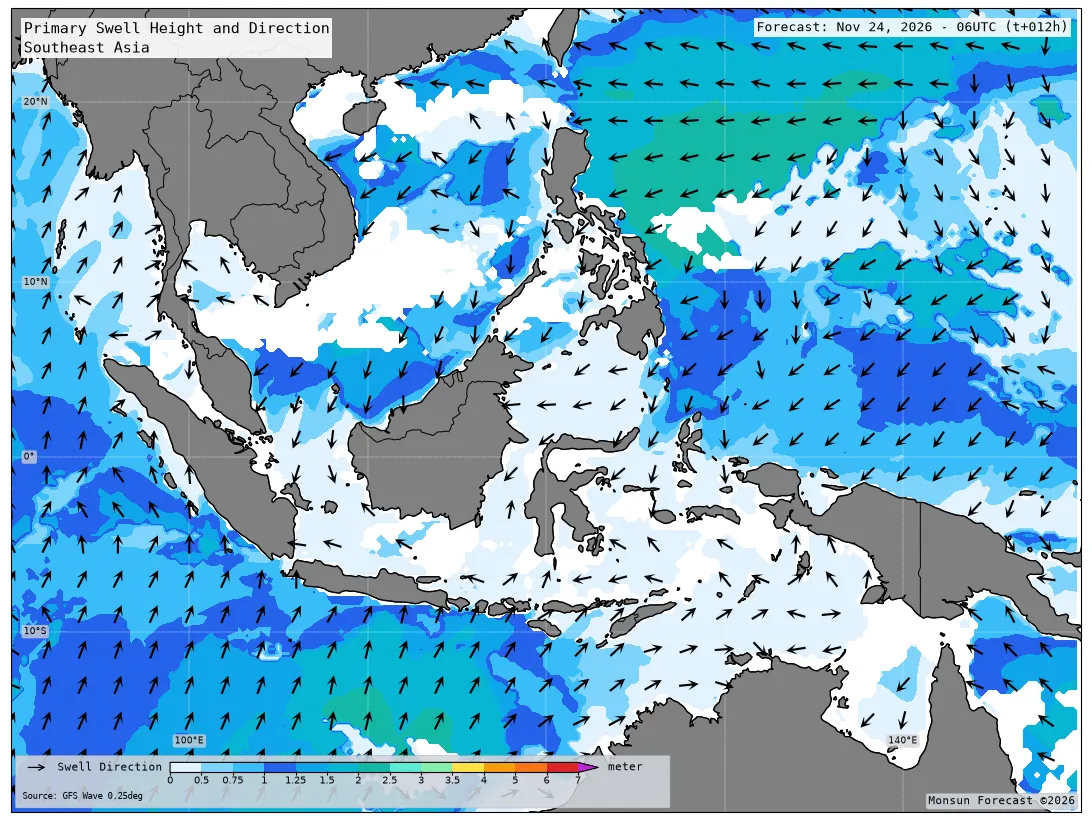 Primary Swell Height and Direction
Southeast Asia
Forecast: Nov 24, 2026 - 06UTC (t+012h)
20°N
10°N
0°
10°S
100°E
140°E
Swell Direction
0 0.5 0.75 1 1.25 1.5 2 2.5 3 3.5 4 5 6 7
meter
Source: GFS Wave 0.25deg
Monsun Forecast ©2026